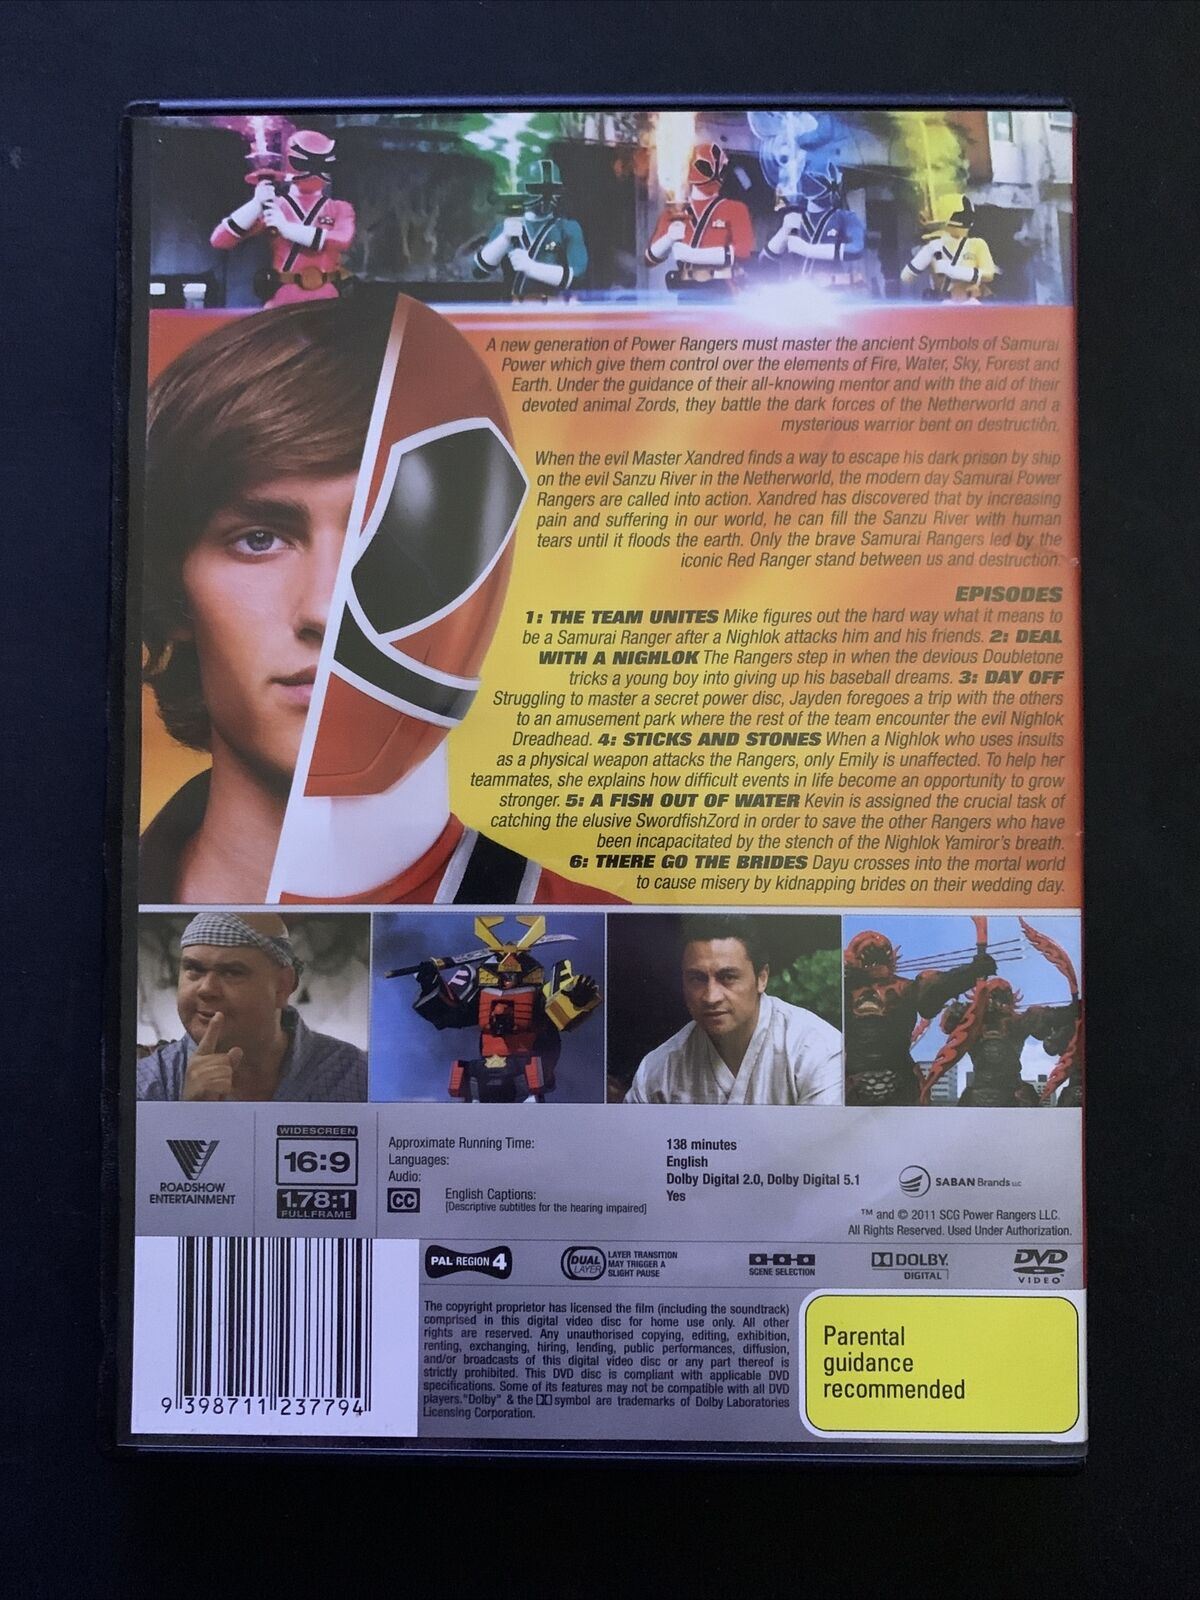 A new generation of Power Rangers must master the ancient Symbols of Samurai
Power which give them control over the elements of Fire, Water, Sky, Forest and
Earth. Under the guidance of their all-knowing mentor and with the aid of their
devoted animal Zords, they battle the dark forces of the Netherworld and a
mysterious warrior bent on destruction.
When the evil Master Xandred finds a way to escape his dark prison by ship
on the evil Sanzu River in the Netherworld, the modern day Samurai Power
Rangers are called into action. Xandred has discovered that by increasing
pain and suffering in our world, he can fill the Sanzu River with human
tears until it floods the earth. Only the brave Samurai Rangers led by the
iconic Red Ranger stand between us and destruction.
EPISODES
1: THE TEAM UNITES Mike figures out the hard way what it means to
be a Samurai Ranger after a Nighlok attacks him and his friends. 2: DEAL
WITH A NIGHLOK The Rangers step in when the devious Doubletone
tricks a young boy into giving up his baseball dreams. 3: DAY OFF
Struggling to master a secret power disc, Jayden foregoes a trip with the others
to an amusement park where the rest of the team encounter the evil Nighlok
Dreadhead. 4: STICKS AND STONES When a Nighlok who uses insults
as a physical weapon attacks the Rangers, only Emily is unaffected. To help her
teammates, she explains how difficult events in life become an opportunity to grow
stronger. 5: A FISH OUT OF WATER Kevin is assigned the crucial task of
catching the elusive SwordfishZord in order to save the other Rangers who have
been incapacitated by the stench of the Nighlok Yamiror's breath.
6: THERE GO THE BRIDES Dayu crosses into the mortal world
to cause misery by kidnapping brides on their wedding day.
ROADSHOW
ENTERTAINMENT
WIDESCREEN
16:9
1.78:1
FULLFRAME
Approximate Running Time: 138 minutes
Languages: English
Audio: Dolby Digital 2.0, Dolby Digital 5.1
CC English Captions: Yes
[Descriptive subtitles for the hearing impaired]
SABAN Brands LLC
™ and © 2011 SCG Power Rangers LLC.
All Rights Reserved. Used Under Authorization.
PAL REGION 4
DUAL LAYER
LAYER TRANSITION
MAY TRIGGER A
SLIGHT PAUSE
SCENE SELECTION
DOLBY
DIGITAL
DVD
VIDEO™
The copyright proprietor has licensed the film (including the soundtrack)
comprised in this digital video disc for home use only. All other
rights are reserved. Any unauthorised copying, editing, exhibition,
renting, exchanging, hiring, lending, public performances, diffusion,
and/or broadcasts of this digital video disc or any part thereof is
strictly prohibited. This DVD disc is compliant with applicable DVD
specifications. Some of its features may not be compatible with all DVD
players. "Dolby" & the symbol are trademarks of Dolby Laboratories
Licensing Corporation.
Parental
guidance
recommended
9 398711 237794